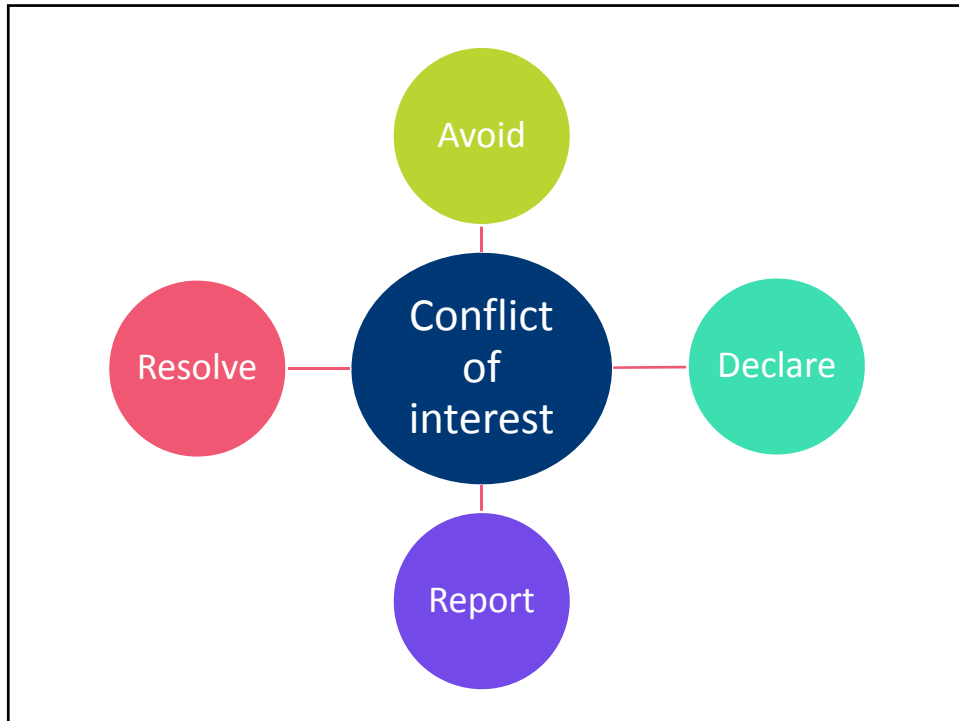 Avoid
Conflict
of
interest
Resolve
Declare
Report